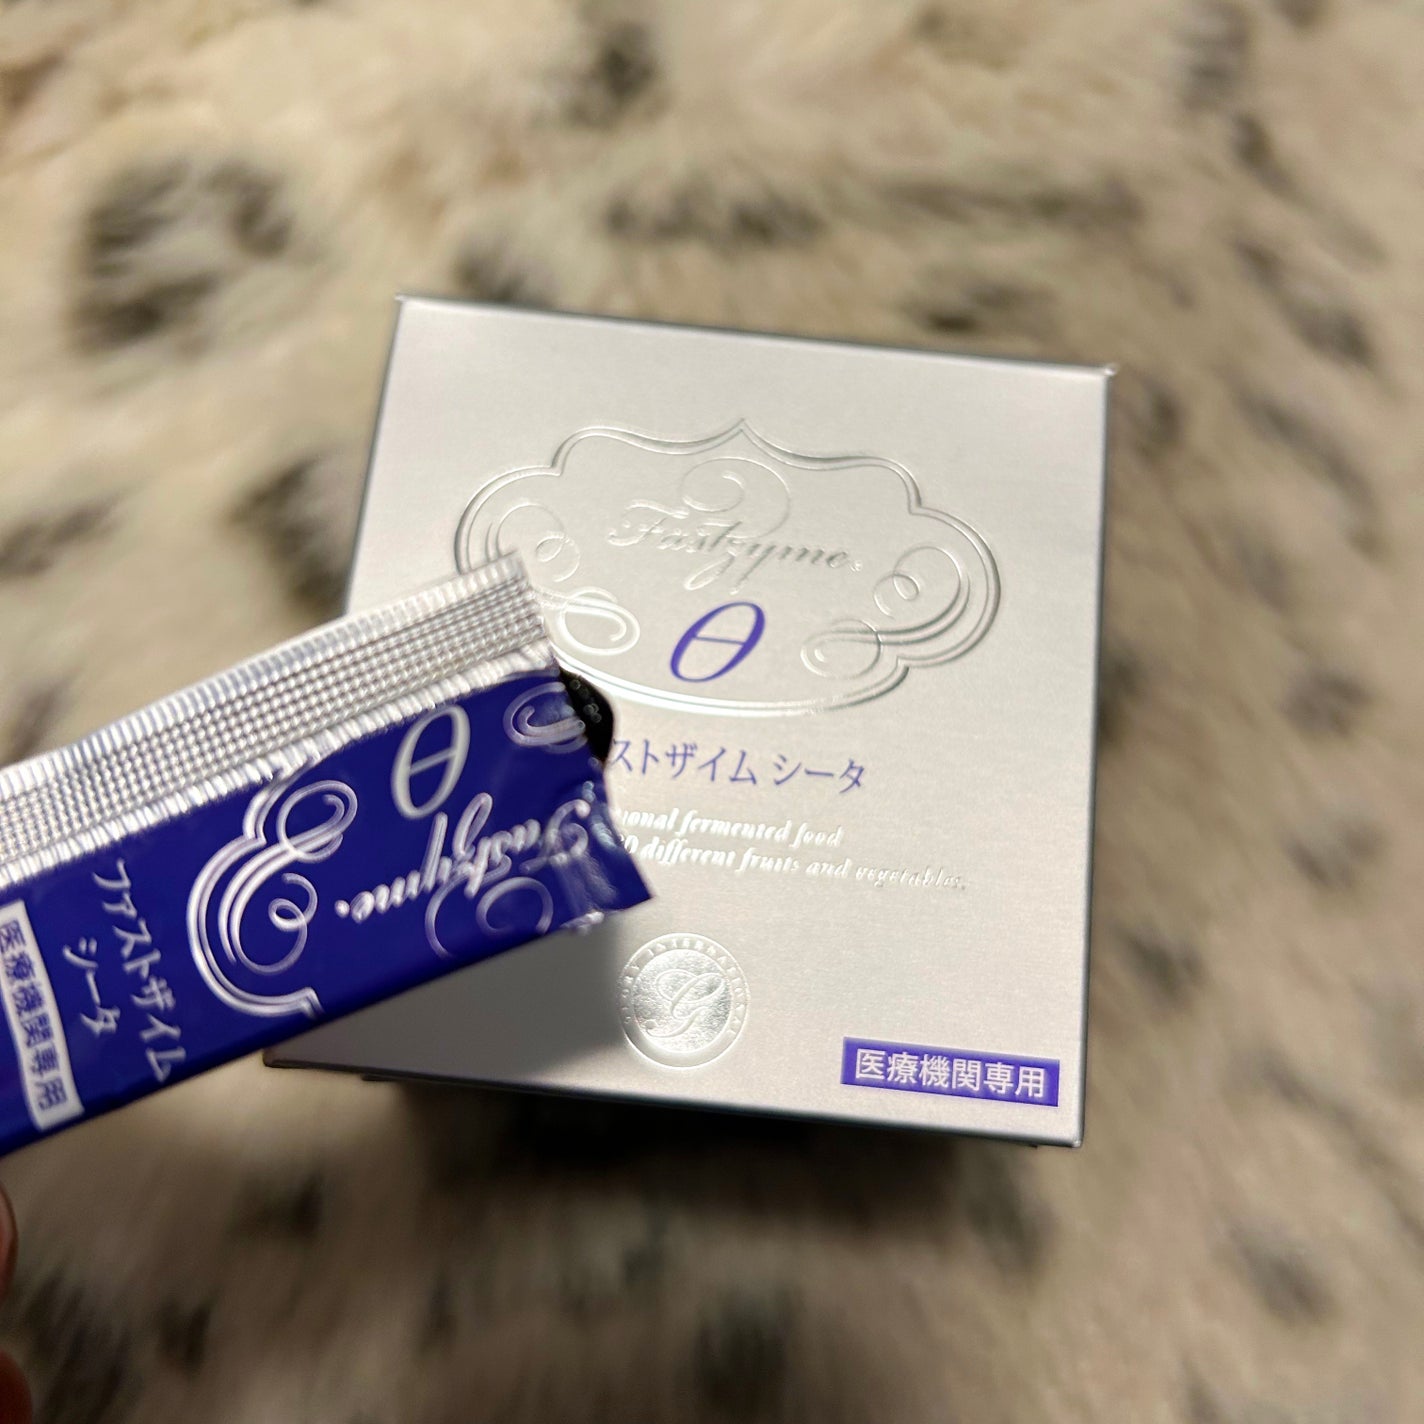 Fastzyme
θ
ストザイム シータ
onal fermented food
0 different fruits and vegetables.
G
医療機関専用
θ
Fastzyme
ファストザイム
シータ
医療機関専用